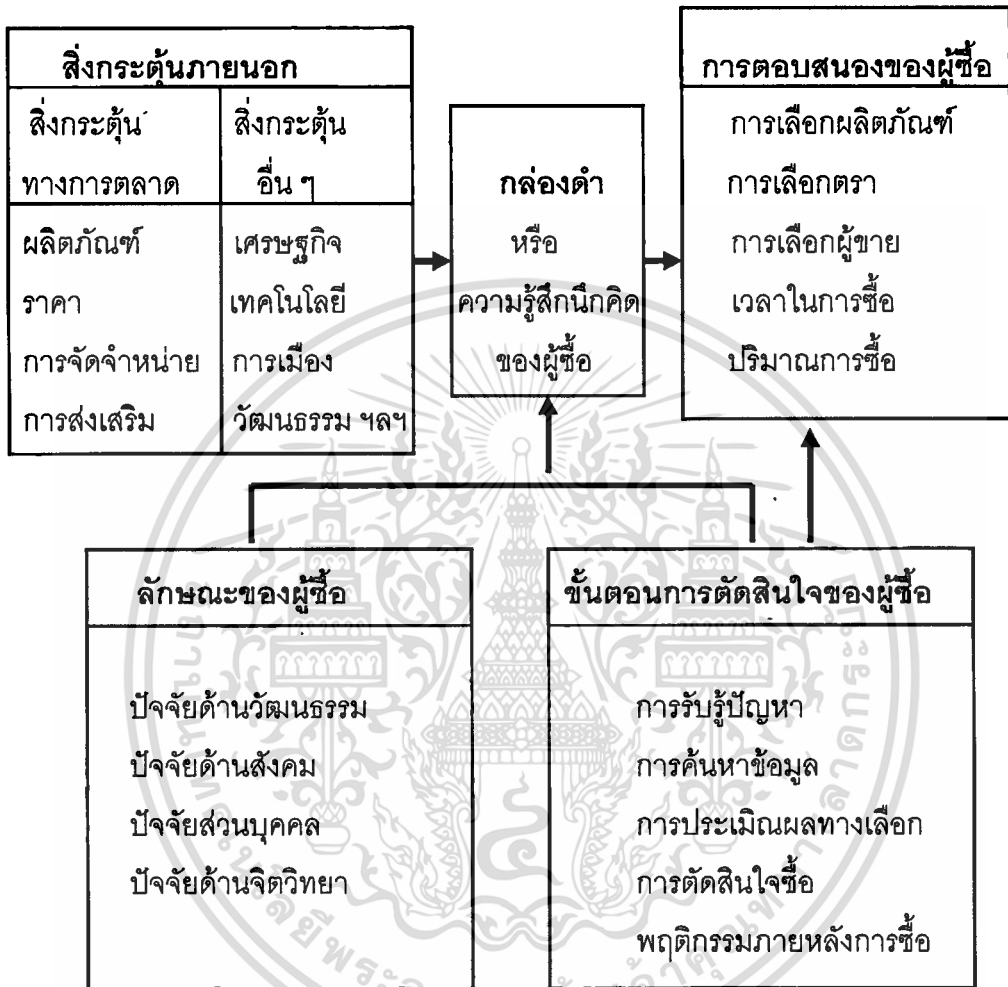 สิ่งกระตุ้นภายนอก
สิ่งกระตุ้น
ทางการตลาด
สิ่งกระตุ้น
อื่น ๆ
ผลิตภัณฑ์
ราคา
การจัดจำหน่าย
การส่งเสริม
เศรษฐกิจ
เทคโนโลยี
การเมือง
วัฒนธรรม ฯลฯ
กล่องดำ
หรือ
ความรู้สึกนึกคิด
ของผู้ซื้อ
การตอบสนองของผู้ซื้อ
การเลือกผลิตภัณฑ์
การเลือกตรา
การเลือกผู้ขาย
เวลาในการซื้อ
ปริมาณการซื้อ
ลักษณะของผู้ซื้อ
ปัจจัยด้านวัฒนธรรม
ปัจจัยด้านสังคม
ปัจจัยส่วนบุคคล
ปัจจัยด้านจิตวิทยา
ขั้นตอนการตัดสินใจของผู้ซื้อ
การรับรู้ปัญหา
การค้นหาข้อมูล
การประเมิณผลทางเลือก
การตัดสินใจซื้อ
พฤติกรรมภายหลังการซื้อ